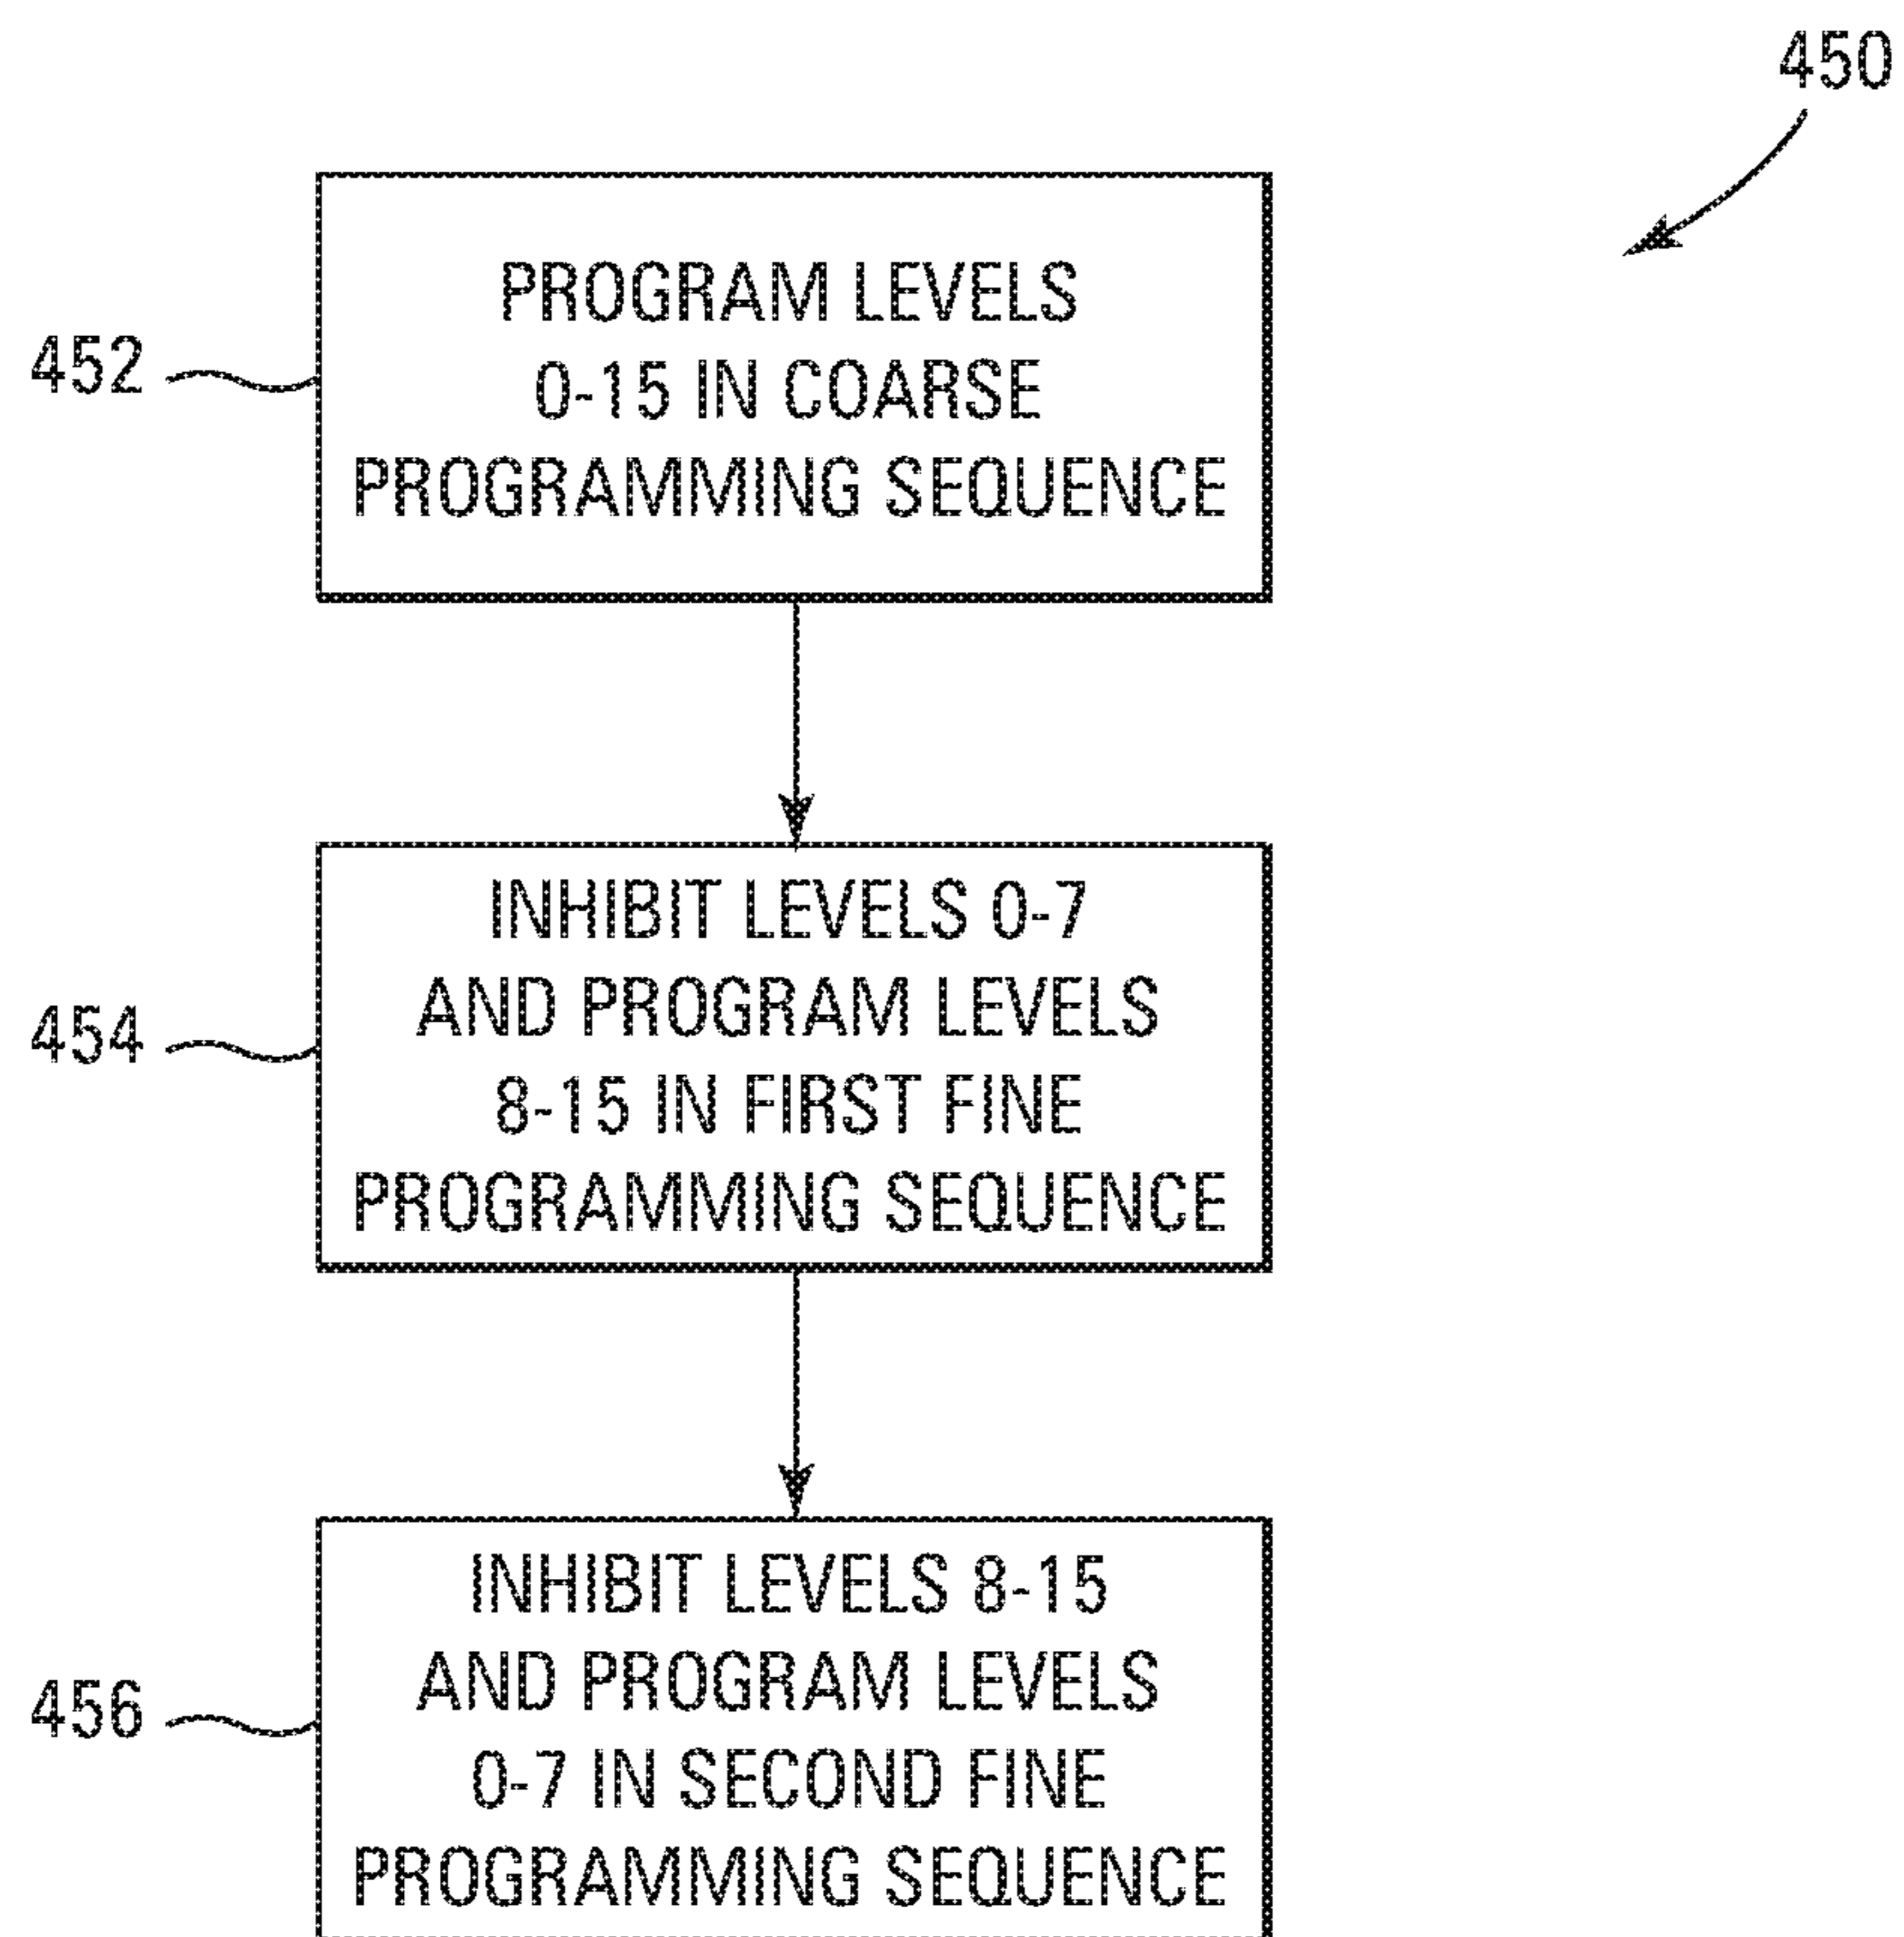 450
452
PROGRAM LEVELS
0-15 IN COARSE
PROGRAMMING SEQUENCE
454
INHIBIT LEVELS 0-7
AND PROGRAM LEVELS
8-15 IN FIRST FINE
PROGRAMMING SEQUENCE
456
INHIBIT LEVELS 8-15
AND PROGRAM LEVELS
0-7 IN SECOND FINE
PROGRAMMING SEQUENCE